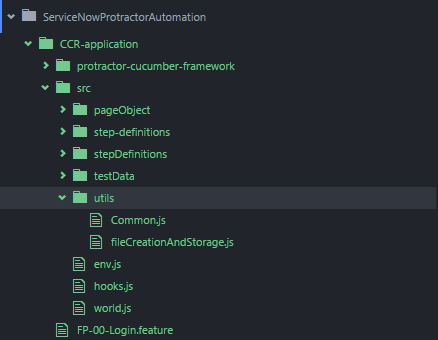 ServiceNowProtractorAutomation
CCR-application
protractor-cucumber-framework
src
pageObject
step-definitions
stepDefinitions
testData
utils
Common.js
fileCreationAndStorage.js
env.js
hooks.js
world.js
FP-00-Login.feature